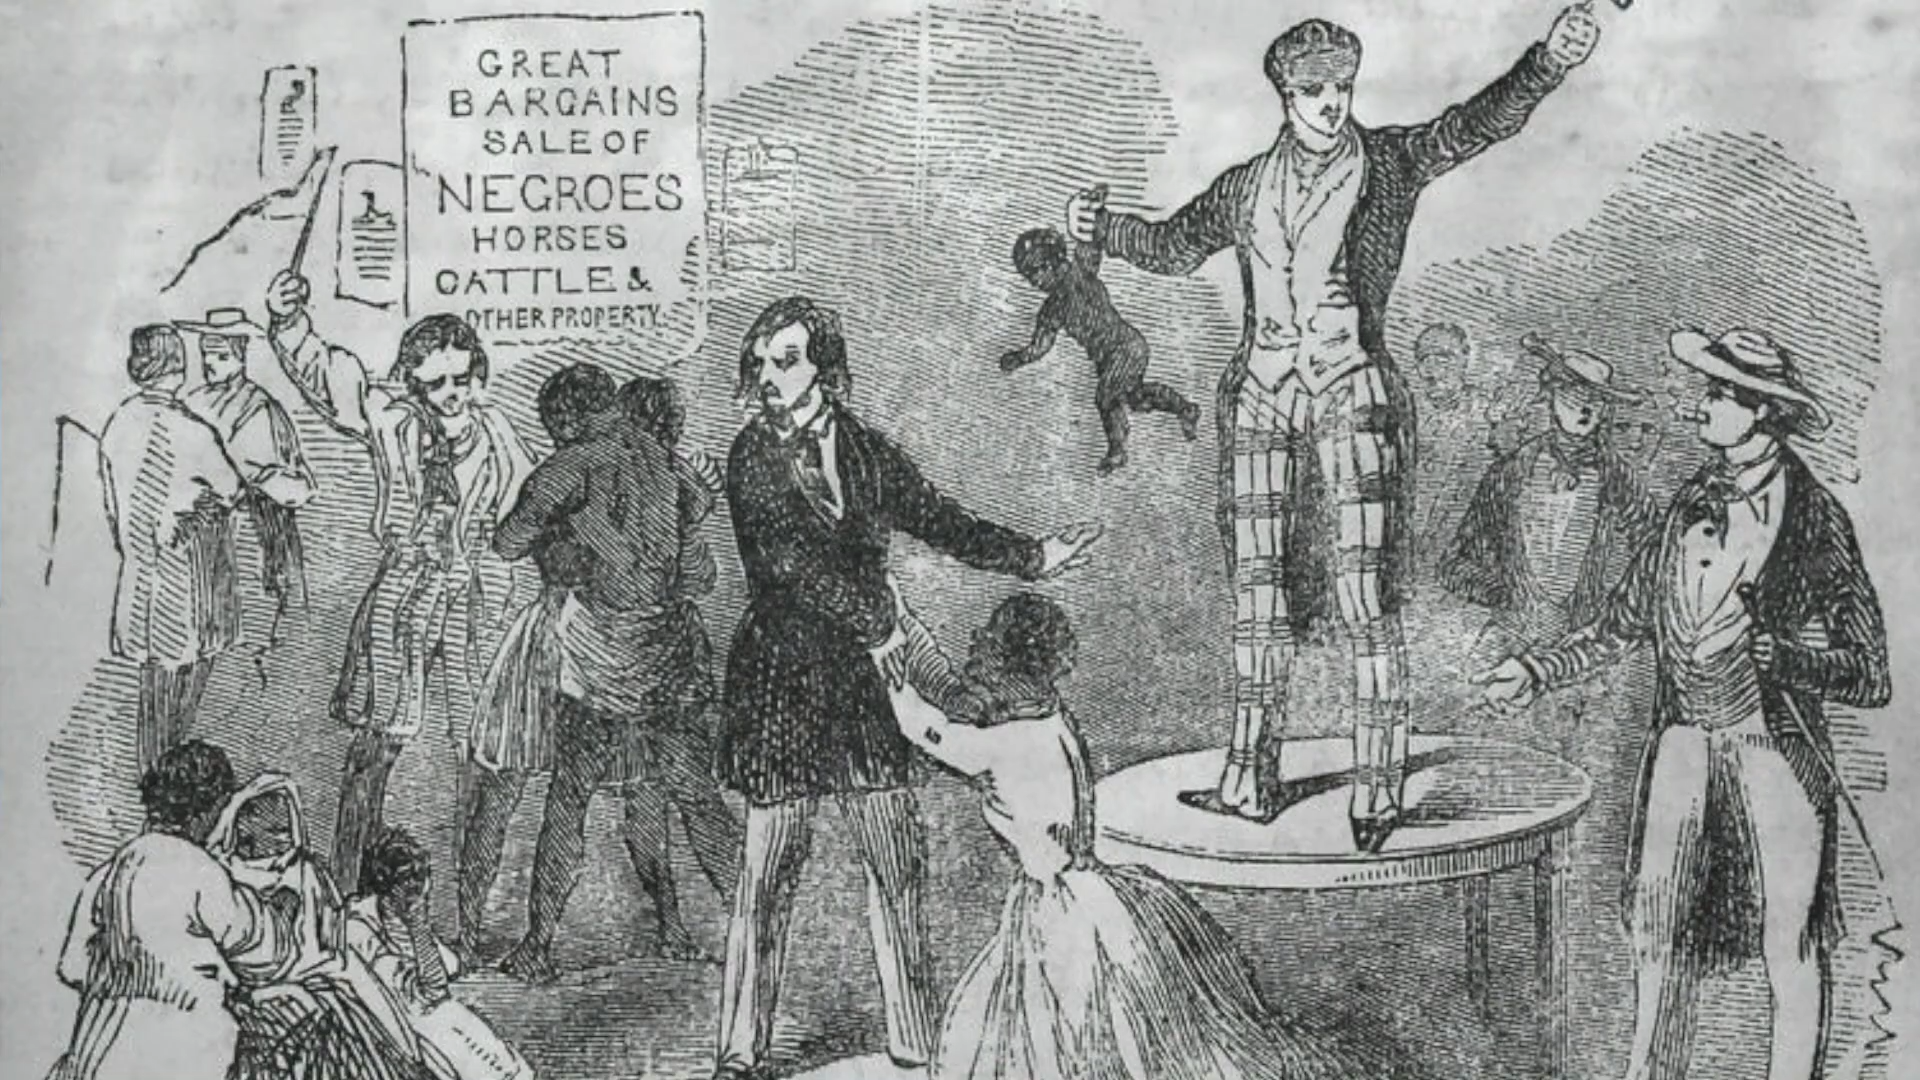 GREAT
BARGAINS
SALE OF
NEGROES
HORSES
CATTLE &
OTHER PROPERTY.